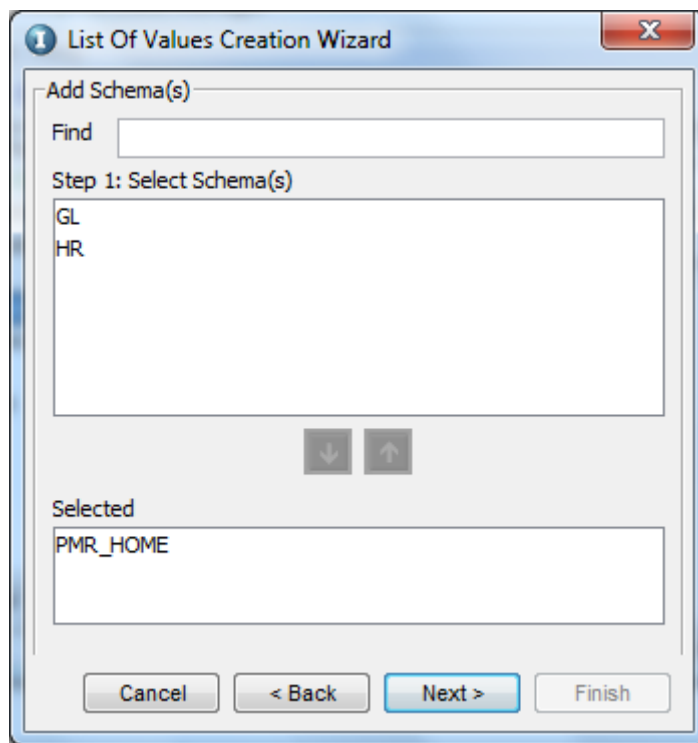 List Of Values Creation Wizard
Add Schema(s)
Find
Step 1: Select Schema(s)
GL
HR
Selected
PMR_HOME
Cancel < Back Next > Finish